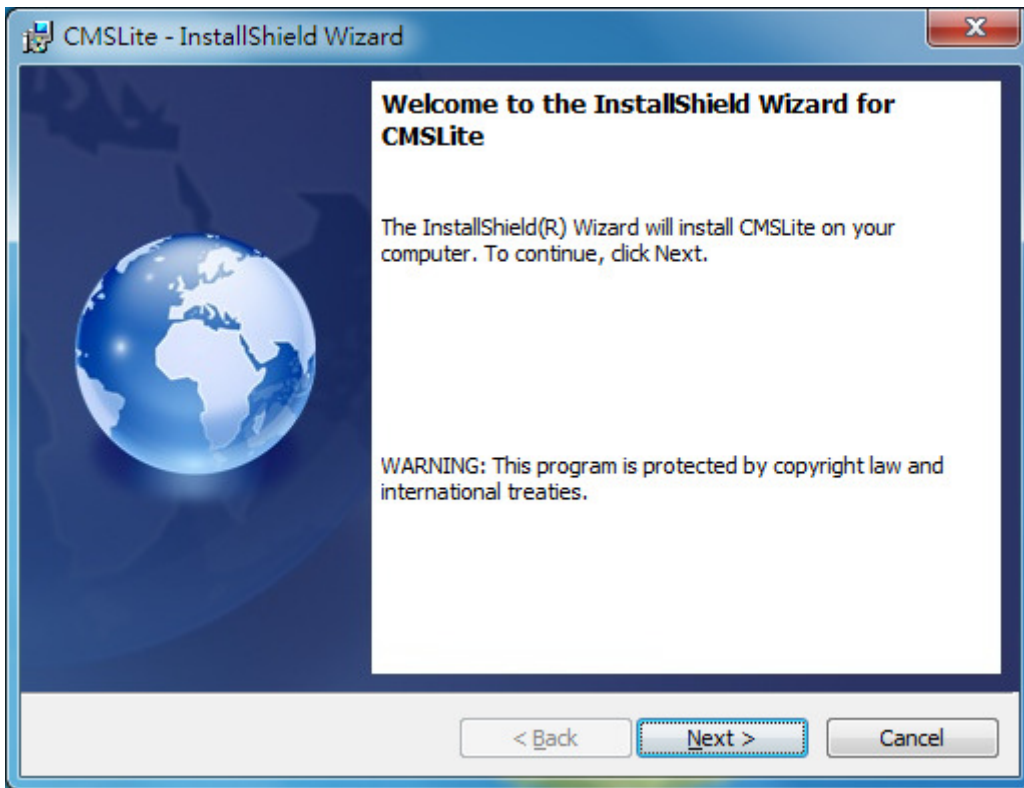 CMSLite - InstallShield Wizard
Welcome to the InstallShield Wizard for
CMSLite
The InstallShield(R) Wizard will install CMSLite on your
computer. To continue, click Next.
WARNING: This program is protected by copyright law and
international treaties.
< Back
Next >
Cancel